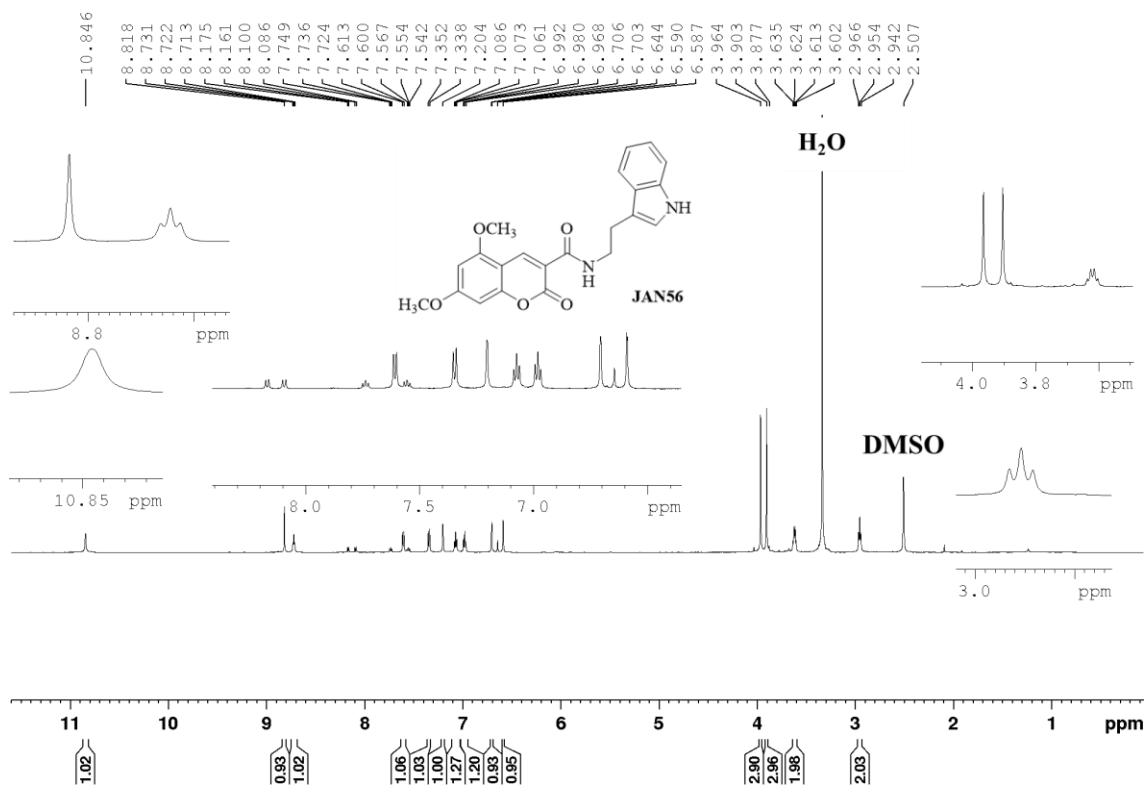 10.846
8.818
8.731
8.722
8.713
8.175
8.161
8.100
8.086
7.749
7.736
7.724
7.613
7.600
7.567
7.554
7.542
7.352
7.338
7.204
7.086
7.073
7.061
6.992
6.980
6.968
6.706
6.703
6.644
6.590
6.587
3.964
3.903
3.877
3.635
3.624
3.613
3.602
2.966
2.954
2.942
2.507
H₂O
NH
OCH₃
O
N
H
H₃CO
O
O
JAN56
8.8 ppm
4.0 3.8 ppm
10.85 ppm
8.0 7.5 7.0 ppm
DMSO
3.0 ppm
11 10 9 8 7 6 5 4 3 2 1 ppm
1.02 0.93 1.02 1.06 1.03 1.00 1.27 1.20 0.93 0.95 2.90 2.96 1.98 2.03